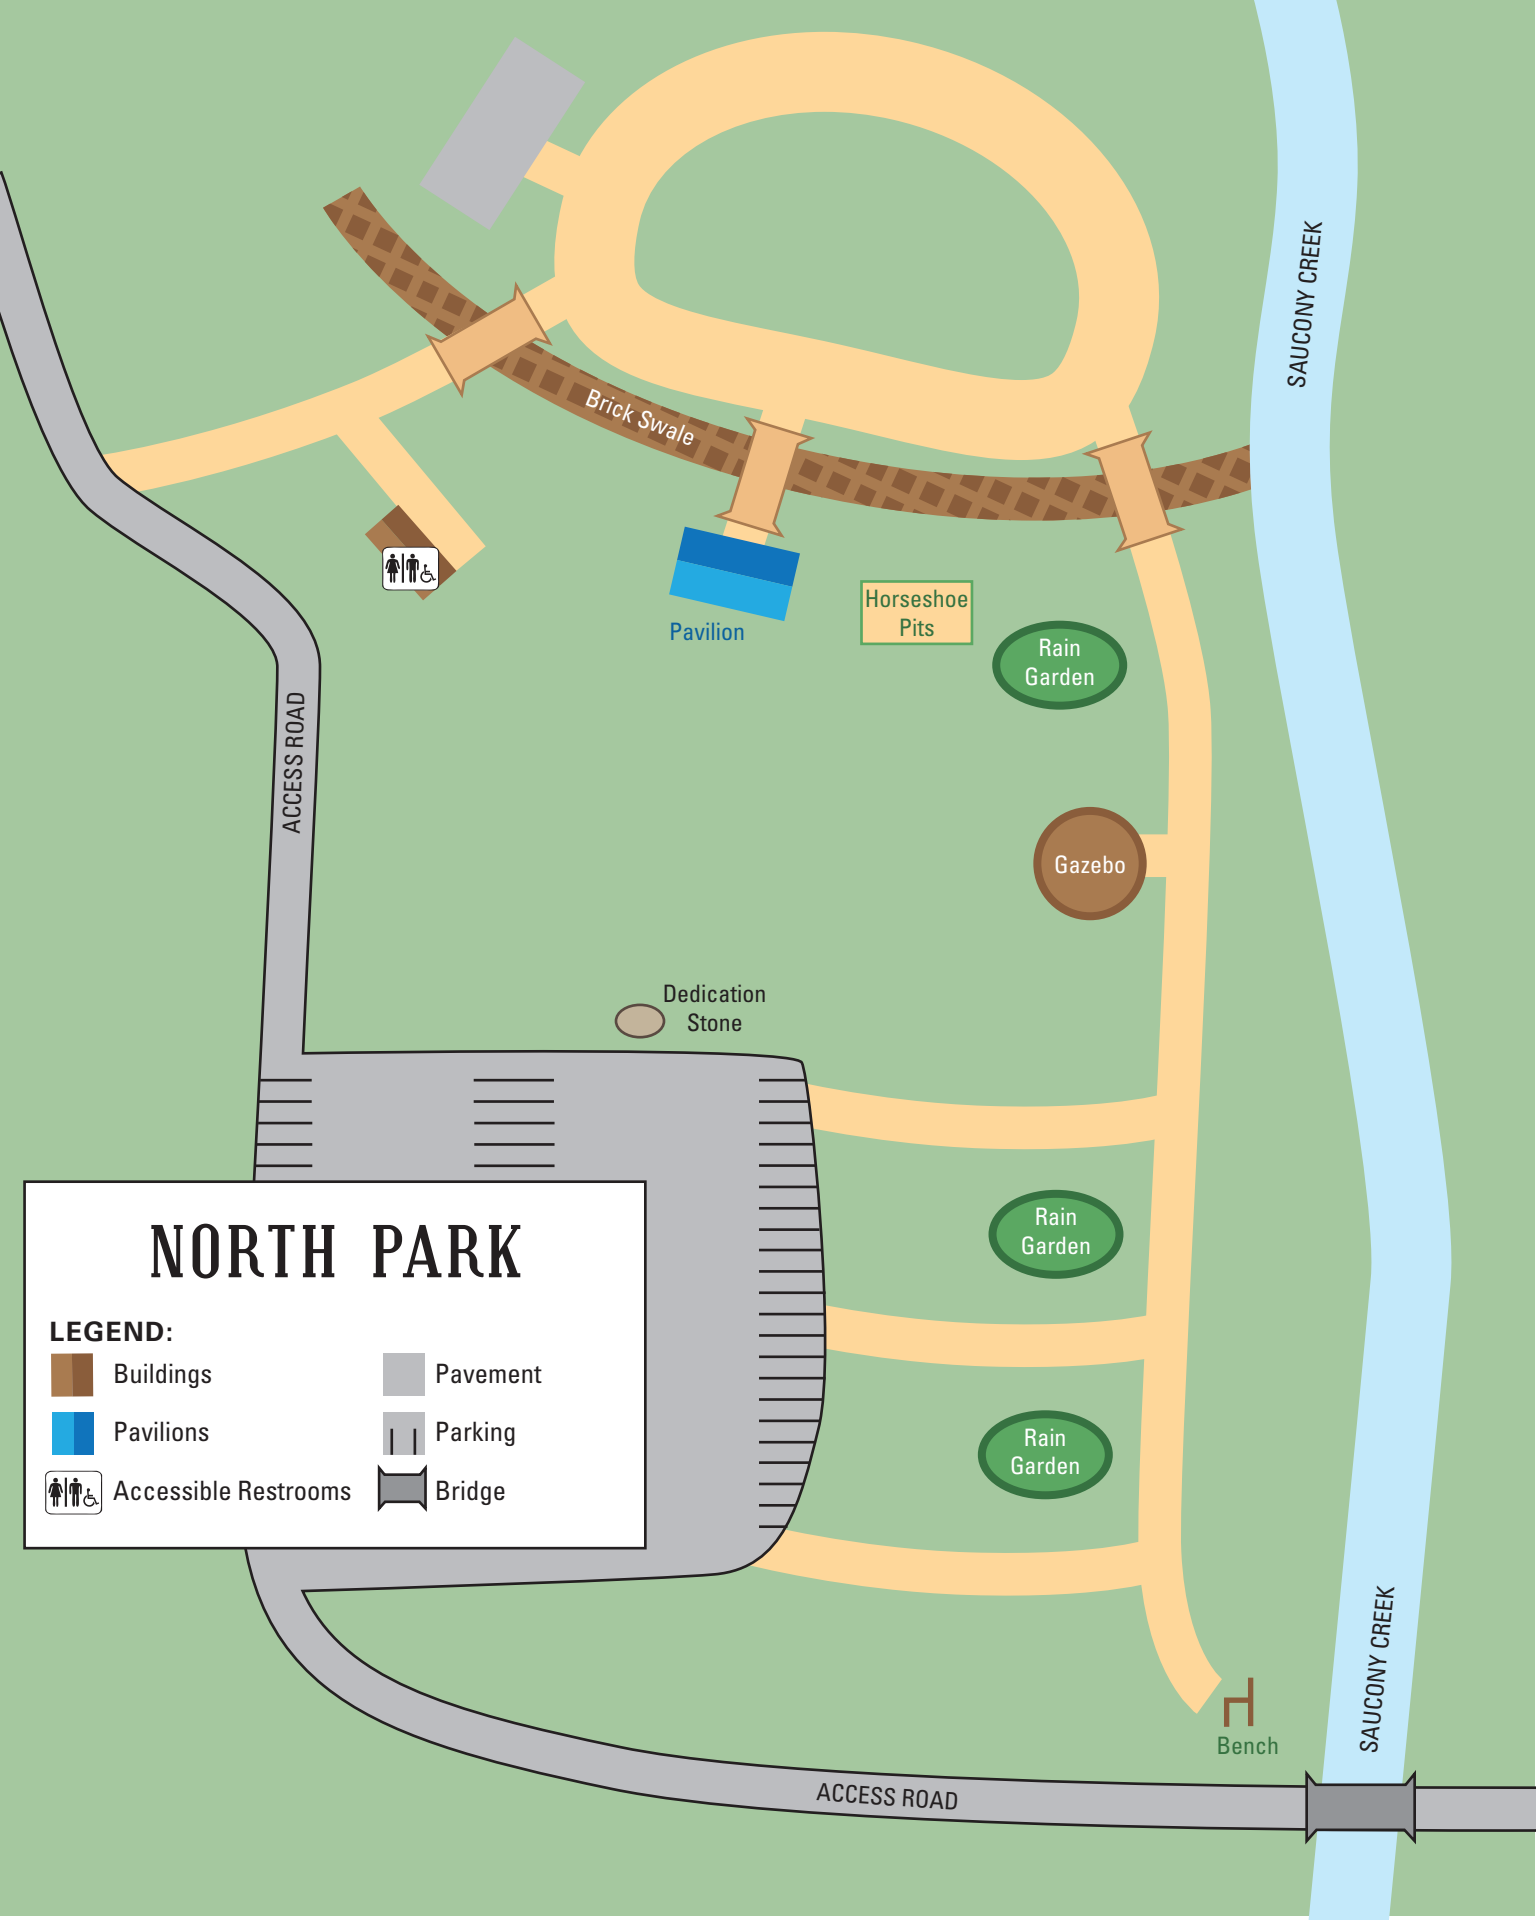 SAUCONY CREEK
Brick Swale
Horseshoe
Pits
Pavilion
Rain
Garden
ACCESS ROAD
Gazebo
Dedication
Stone
Rain
Garden
NORTH PARK
LEGEND:
Buildings
Pavement
Pavilions
Parking
Accessible Restrooms
Bridge
Rain
Garden
SAUCONY CREEK
Bench
ACCESS ROAD